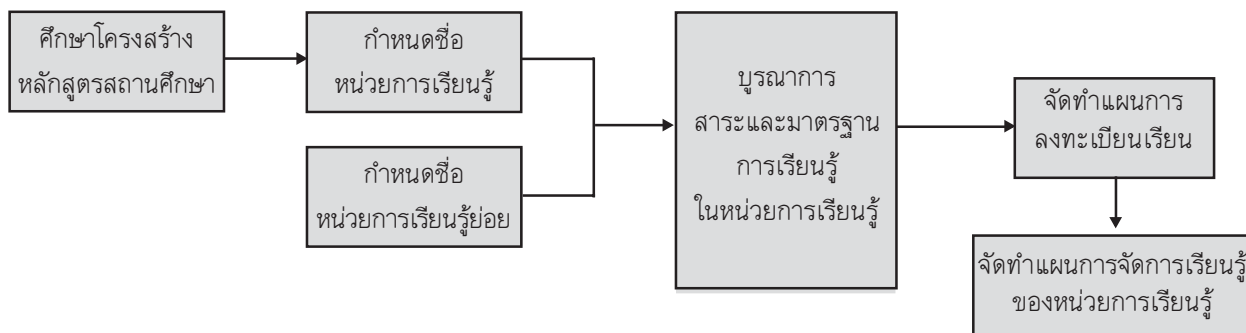 ศึกษาโครงสร้าง
หลักสูตรสถานศึกษา
กำหนดชื่อ
หน่วยการเรียนรู้
กำหนดชื่อ
หน่วยการเรียนรู้ย่อย
บูรณาการ
สาระและมาตรฐาน
การเรียนรู้
ในหน่วยการเรียนรู้
จัดทำแผนการ
ลงทะเบียนเรียน
จัดทำแผนการจัดการเรียนรู้
ของหน่วยการเรียนรู้